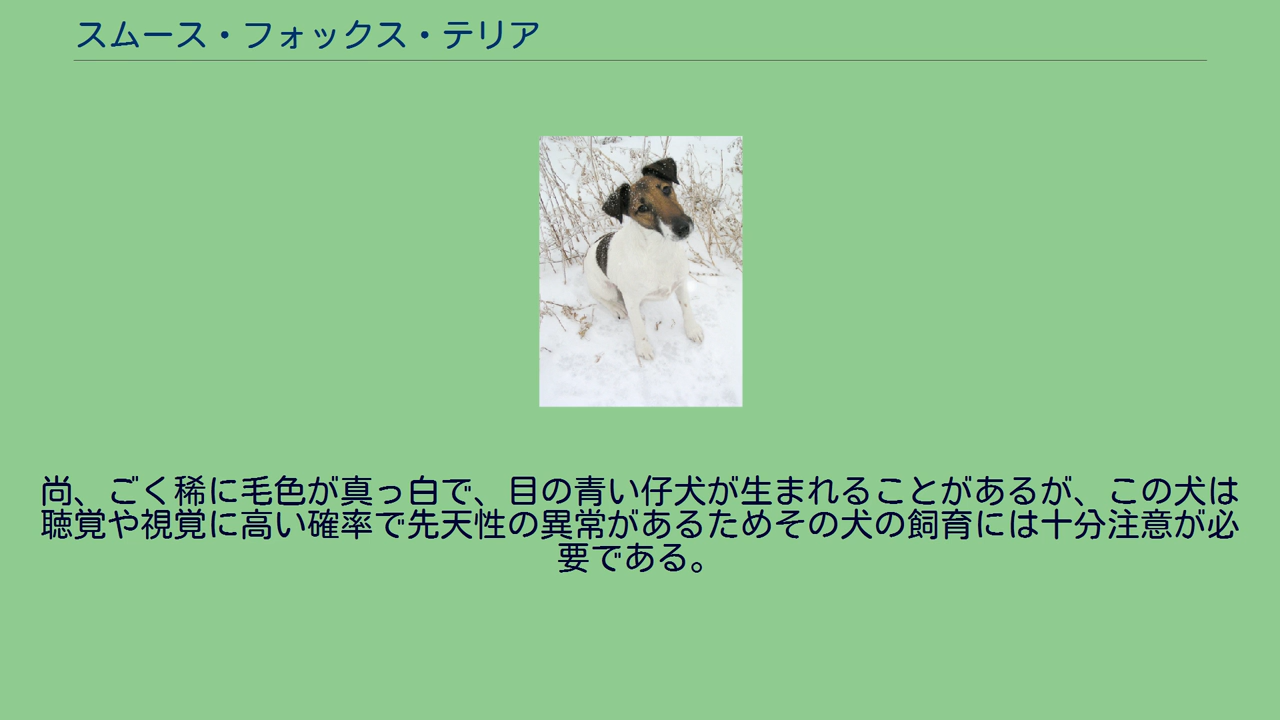 スムース・フォックス・テリア
尚、ごく稀に毛色が真っ白で、目の青い仔犬が生まれることがあるが、この犬は
聴覚や視覚に高い確率で先天性の異常があるためその犬の飼育には十分注意が必
要である。